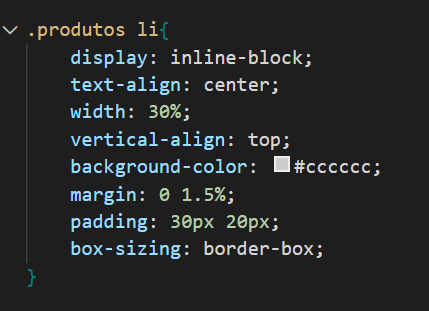 .produtos li{
display: inline-block;
text-align: center;
width: 30%;
vertical-align: top;
background-color: #cccccc;
margin: 0 1.5%;
padding: 30px 20px;
box-sizing: border-box;
}